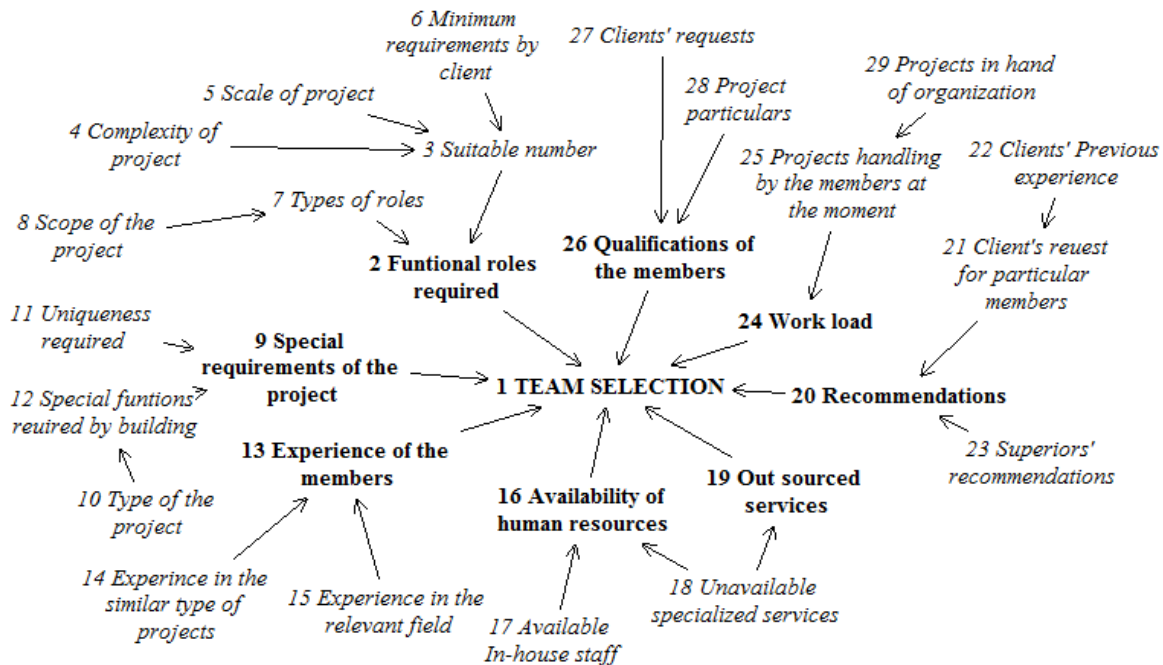 6 Minimum
requirements by
client
27 Clients' requests
28 Project
particulars
29 Projects in hand
of organization
5 Scale of project
4 Complexity of
project
3 Suitable number
25 Projects handling
by the members at
the moment
22 Clients' Previous
experience
7 Types of roles
8 Scope of the
project
2 Funtional roles
required
26 Qualifications of
the members
21 Client's reuest
for particular
members
11 Uniqueness
required
9 Special
requirements of the
project
24 Work load
1 TEAM SELECTION
20 Recommendations
12 Special funtions
reuired by building
13 Experience of the
members
23 Superiors'
recommendations
10 Type of the
project
16 Availability of
human resources
19 Out sourced
services
14 Experince in the
similar type of
projects
15 Experience in the
relevant field
17 Available
In-house staff
18 Unavailable
specialized services